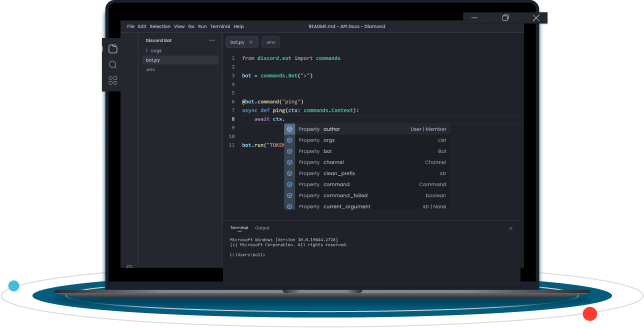 File Edit Selection View Go Run Terminal Help
README.md - API Docs - Diamond
Discord Bot
cogs
bot.py
.env
bot.py
.env
1 from discord.ext import commands
2
3 bot = commands.Bot(">")
4
5
6 @bot.command("ping")
7 async def ping(ctx: commands.Context):
8 await ctx.
9
10
11 bot.run("TOKEN
Property author User | Member
Property args List
Property bot Bot
Property channel Channel
Property clean_prefix str
Property command Command
Property command_failed boolean
Property current_argument str | None
Terminal Output
Microsoft Windows [Version 10.0.19044.2728]
(c) Microsoft Corporation. All rights reserved.